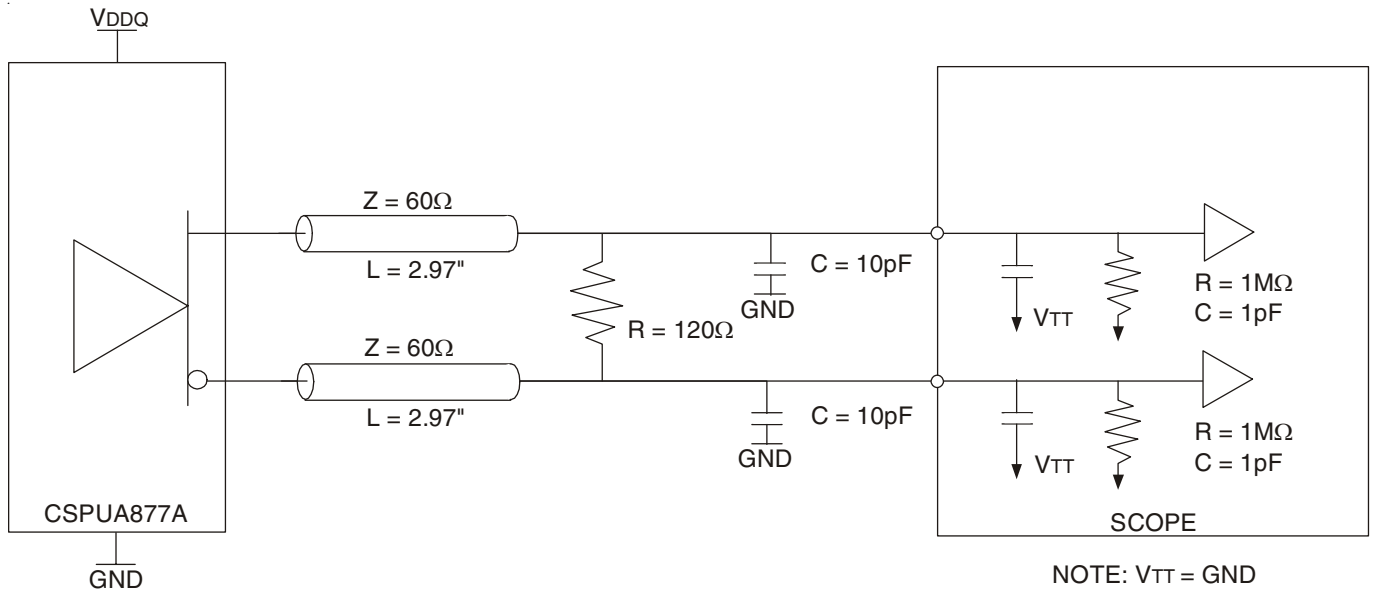 VDDQ
Z = 60Ω
L = 2.97"
C = 10pF
GND
R = 120Ω
Z = 60Ω
L = 2.97"
C = 10pF
GND
VTT
R = 1MΩ
C = 1pF
VTT
R = 1MΩ
C = 1pF
CSPUA877A
SCOPE
GND
NOTE: VTT = GND